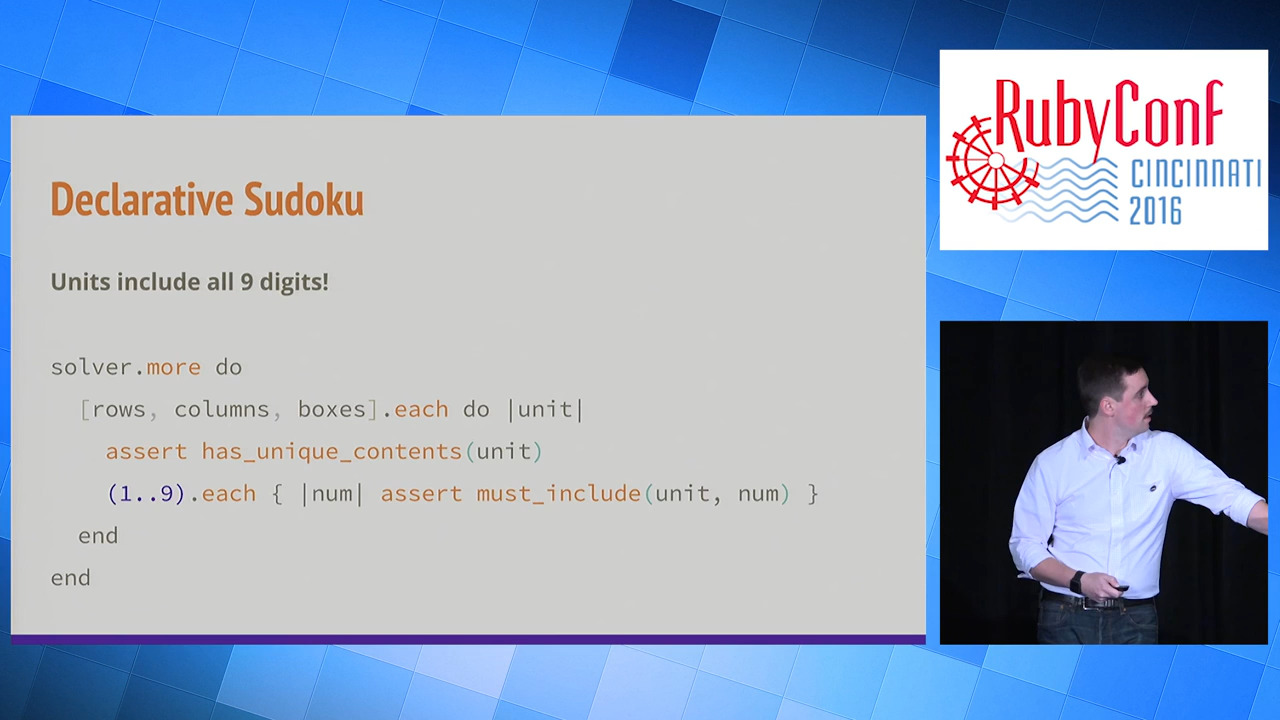 Declarative Sudoku
Units include all 9 digits!
solver.more do
[rows, columns, boxes].each do |unit|
assert has_unique_contents(unit)
(1..9).each { |num| assert must_include(unit, num) }
end
end
RubyConf
CINCINNATI
2016